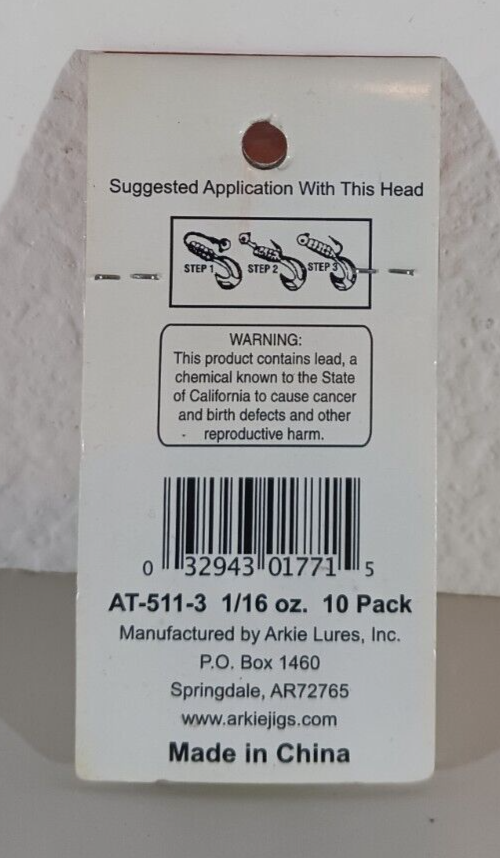 Suggested Application With This Head
STEP 1 STEP 2 STEP 3
WARNING:
This product contains lead, a
chemical known to the State
of California to cause cancer
and birth defects and other
reproductive harm.
0 32943 01771 5
AT-511-3 1/16 oz. 10 Pack
Manufactured by Arkie Lures, Inc.
P.O. Box 1460
Springdale, AR72765
www.arkiejigs.com
Made in China